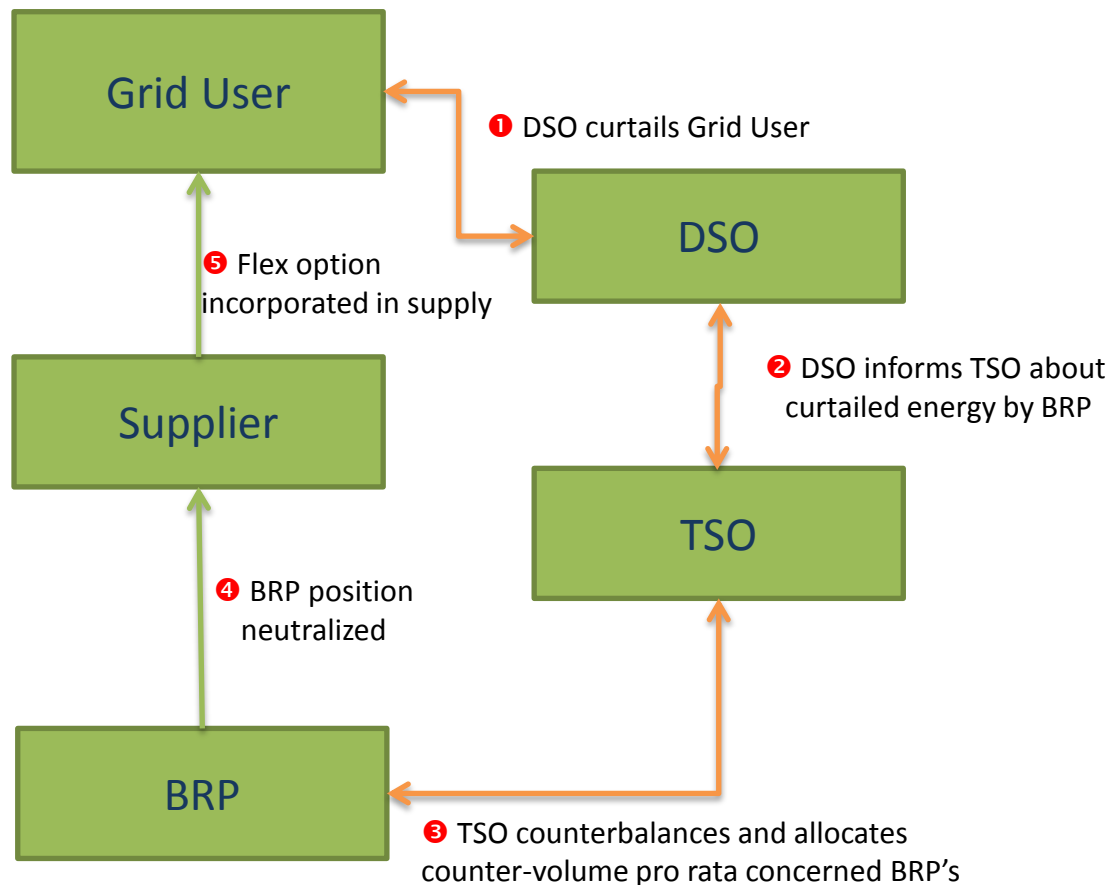 Grid User
❶ DSO curtails Grid User
DSO
❺ Flex option
incorporated in supply
❷ DSO informs TSO about
curtailed energy by BRP
Supplier
TSO
❹ BRP position
neutralized
BRP
❸ TSO counterbalances and allocates
counter-volume pro rata concerned BRP's